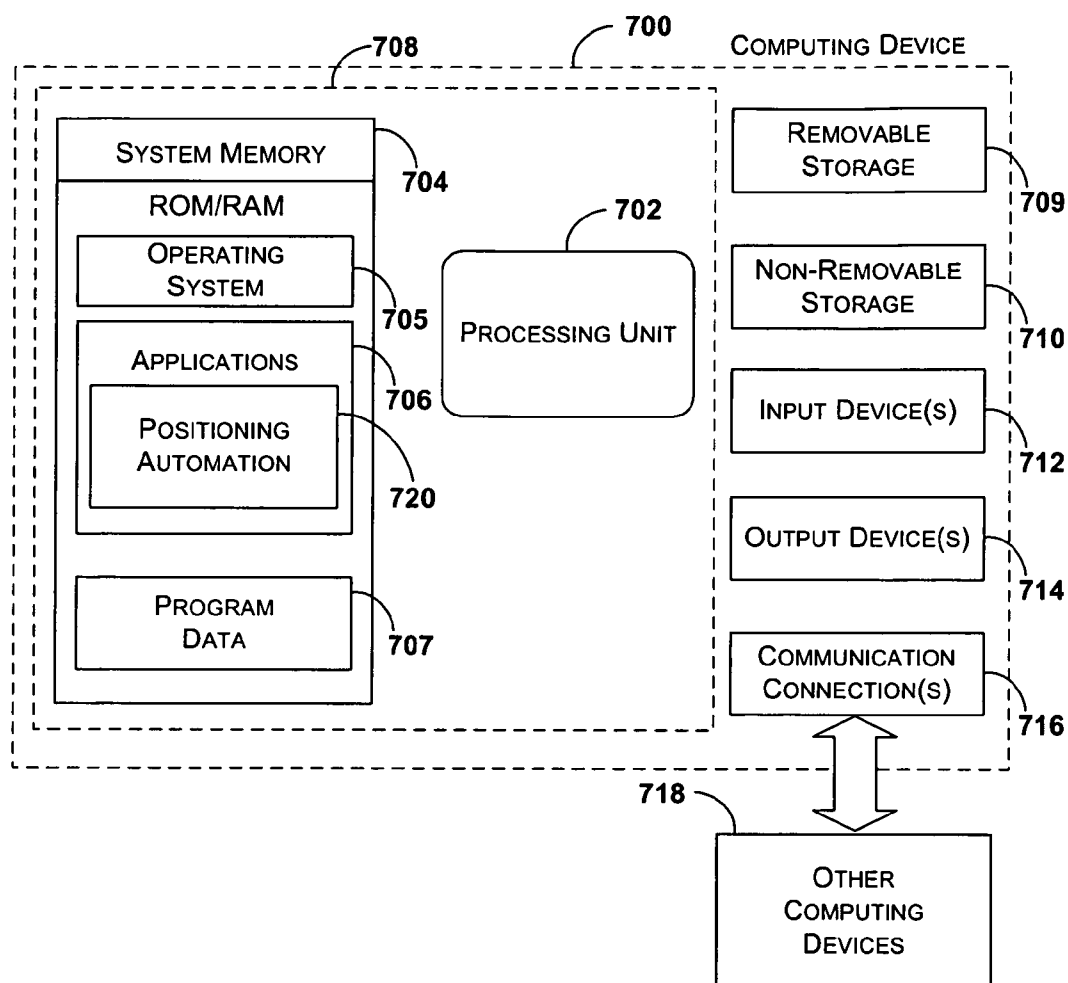 700
708
COMPUTING DEVICE
SYSTEM MEMORY
704
ROM/RAM
OPERATING
SYSTEM
705
APPLICATIONS
706
POSITIONING
AUTOMATION
720
PROGRAM
DATA
707
702
PROCESSING UNIT
REMOVABLE
STORAGE
709
NON-REMOVABLE
STORAGE
710
INPUT DEVICE(S)
712
OUTPUT DEVICE(S)
714
COMMUNICATION
CONNECTION(S)
716
718
OTHER
COMPUTING
DEVICES